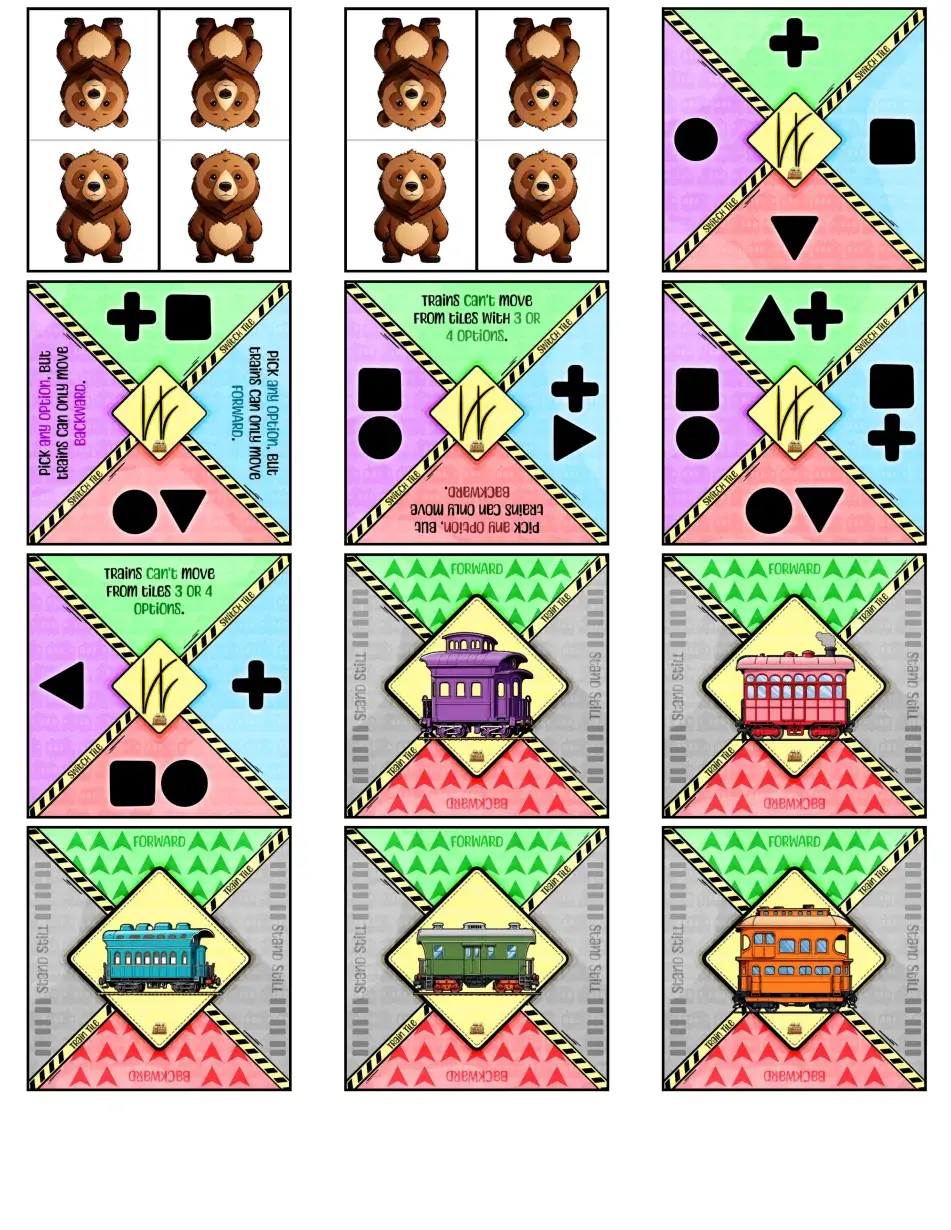 SWITCH TILE
SWITCH TILE
SWITCH TILE
SWITCH TILE
Pick any option, but
trains can only move
BACKWARD.
Pick any option, but
trains can only move
FORWARD.
Trains can't move
from tiles with 3 OR
4 options.
SWITCH TILE
SWITCH TILE
Pick any option, but
trains can only move
BACKWARD.
SWITCH TILE
SWITCH TILE
Trains can't move
from tiles 3 OR 4
options.
SWITCH TILE
SWITCH TILE
FORWARD
TRAIN TILE
Stand Still
Stand Still
TRAIN TILE
BACKWARD
FORWARD
TRAIN TILE
Stand Still
Stand Still
TRAIN TILE
BACKWARD
FORWARD
TRAIN TILE
Stand Still
Stand Still
TRAIN TILE
BACKWARD
FORWARD
TRAIN TILE
Stand Still
Stand Still
TRAIN TILE
BACKWARD
FORWARD
TRAIN TILE
Stand Still
Stand Still
TRAIN TILE
BACKWARD